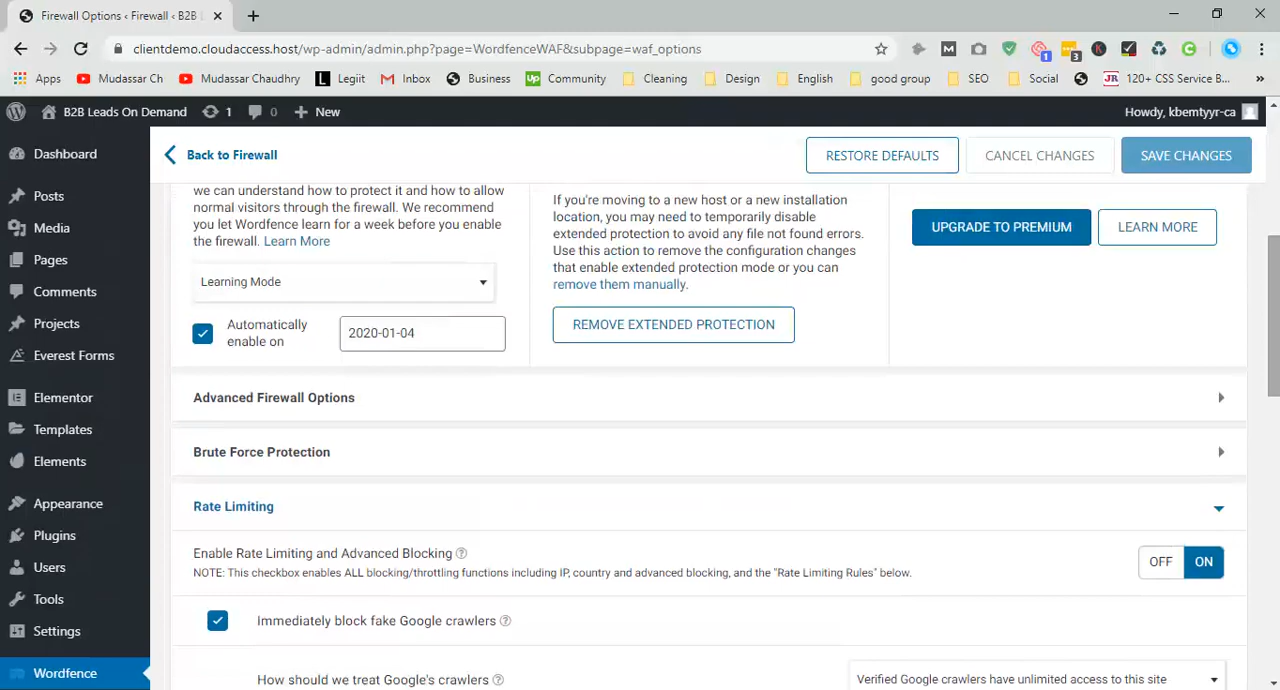 Firewall Options ‹ Firewall ‹ B2B
clientdemo.cloudaccess.host/wp-admin/admin.php?page=WordfenceWAF&subpage=waf_options
Apps Mudassar Ch Mudassar Chaudhry Legiit Inbox Business Community Cleaning Design English good group SEO Social 120+ CSS Service B... »
B2B Leads On Demand 1 0 + New Howdy, kbemtyyr-ca
Dashboard
Posts
Media
Pages
Comments
Projects
Everest Forms
Elementor
Templates
Elements
Appearance
Plugins
Users
Tools
Settings
Wordfence
Back to Firewall RESTORE DEFAULTS CANCEL CHANGES SAVE CHANGES
we can understand how to protect it and how to allow
normal visitors through the firewall. We recommend
you let Wordfence learn for a week before you enable
the firewall. Learn More
Learning Mode
Automatically
enable on
2020-01-04
If you're moving to a new host or a new installation
location, you may need to temporarily disable
extended protection to avoid any file not found errors.
Use this action to remove the configuration changes
that enable extended protection mode or you can
remove them manually.
REMOVE EXTENDED PROTECTION
UPGRADE TO PREMIUM LEARN MORE
Advanced Firewall Options
Brute Force Protection
Rate Limiting
Enable Rate Limiting and Advanced Blocking ?
NOTE: This checkbox enables ALL blocking/throttling functions including IP, country and advanced blocking, and the "Rate Limiting Rules" below.
OFF ON
Immediately block fake Google crawlers ?
How should we treat Google's crawlers ? Verified Google crawlers have unlimited access to this site